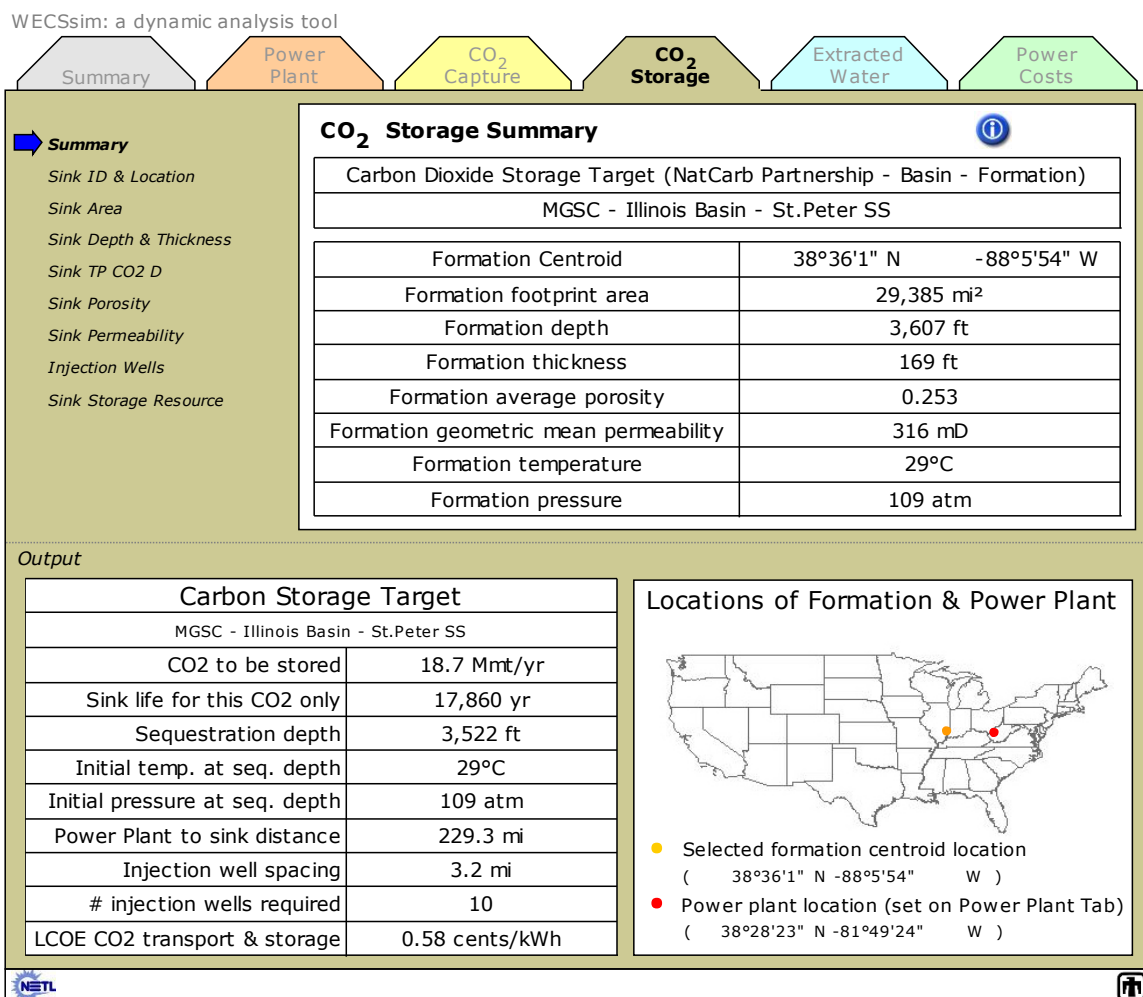 WECSsim: a dynamic analysis tool
Summary
Power Plant
CO2 Capture
CO2 Storage
Extracted Water
Power Costs
Summary
Sink ID & Location
Sink Area
Sink Depth & Thickness
Sink TP CO2 D
Sink Porosity
Sink Permeability
Injection Wells
Sink Storage Resource
CO2 Storage Summary
Carbon Dioxide Storage Target (NatCarb Partnership - Basin - Formation)
MGSC - Illinois Basin - St.Peter SS
Formation Centroid 38°36'1" N -88°5'54" W
Formation footprint area 29,385 mi²
Formation depth 3,607 ft
Formation thickness 169 ft
Formation average porosity 0.253
Formation geometric mean permeability 316 mD
Formation temperature 29°C
Formation pressure 109 atm
Output
Carbon Storage Target
MGSC - Illinois Basin - St.Peter SS
CO2 to be stored 18.7 Mmt/yr
Sink life for this CO2 only 17,860 yr
Sequestration depth 3,522 ft
Initial temp. at seq. depth 29°C
Initial pressure at seq. depth 109 atm
Power Plant to sink distance 229.3 mi
Injection well spacing 3.2 mi
# injection wells required 10
LCOE CO2 transport & storage 0.58 cents/kWh
Locations of Formation & Power Plant
Selected formation centroid location
( 38°36'1" N -88°5'54" W )
Power plant location (set on Power Plant Tab)
( 38°28'23" N -81°49'24" W )
NETL